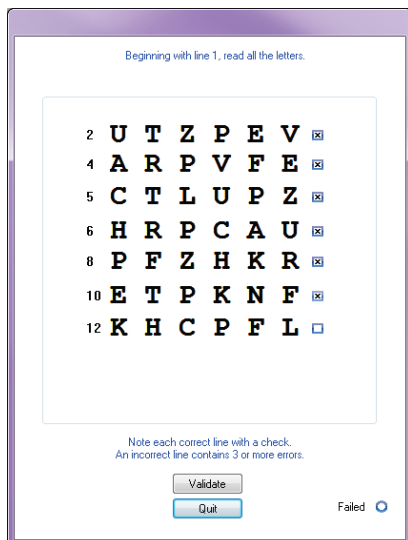 Beginning with line 1, read all the letters.
2 U T Z P E V
4 A R P V F E
5 C T L U P Z
6 H R P C A U
8 P F Z H K R
10 E T P K N F
12 K H C P F L
Note each correct line with a check.
An incorrect line contains 3 or more errors.
Validate
Quit
Failed